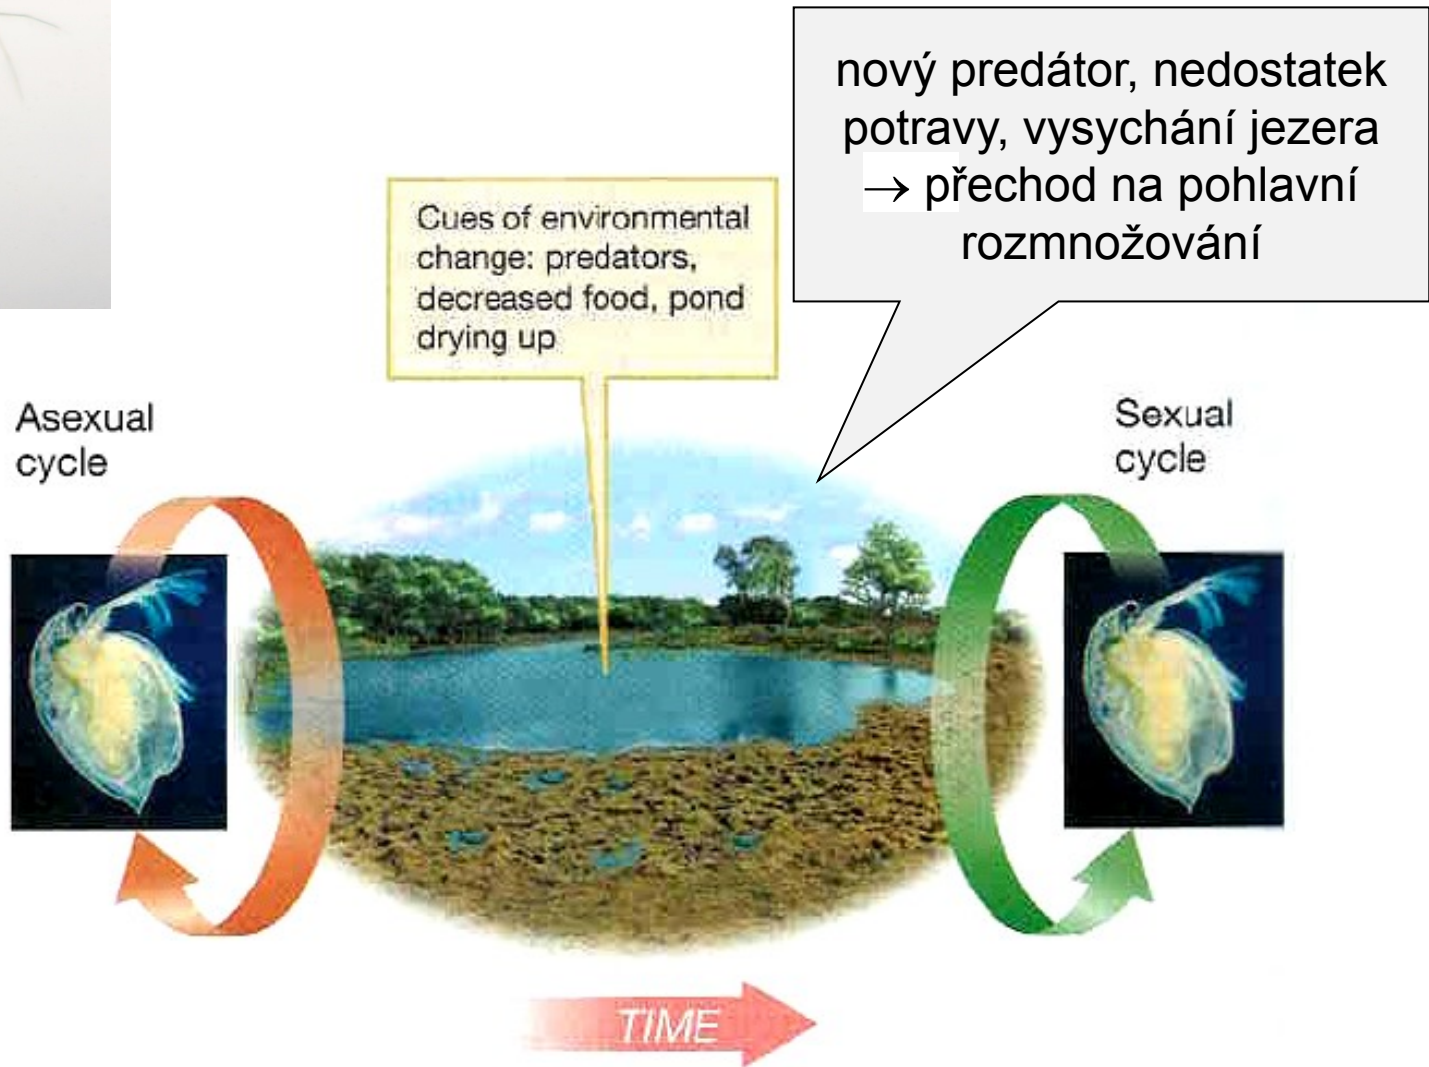 nový predátor, nedostatek
potravy, vysychání jezera
→ přechod na pohlavní
rozmnožování
Cues of environmental
change: predators,
decreased food, pond
drying up
Asexual
cycle
Sexual
cycle
TIME